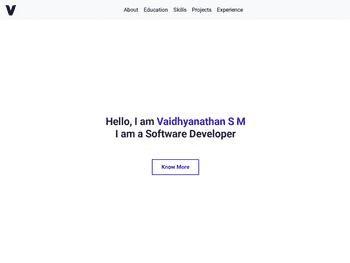 V
About Education Skills Projects Experience
Hello, I am Vaidhyanathan S M
I am a Software Developer
Know More